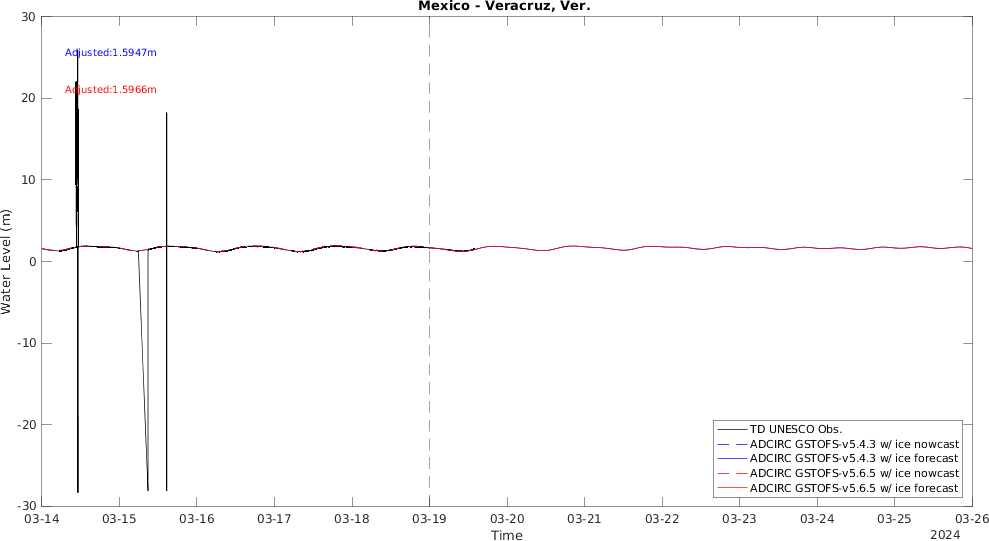 Mexico - Veracruz, Ver.
30
20
10
0
-10
-20
-30
Water Level (m)
Adjusted:1.5947m
Adjusted:1.5966m
TD UNESCO Obs.
ADCIRC GSTOFS-v5.4.3 w/ ice nowcast
ADCIRC GSTOFS-v5.4.3 w/ ice forecast
ADCIRC GSTOFS-v5.6.5 w/ ice nowcast
ADCIRC GSTOFS-v5.6.5 w/ ice forecast
03-14 03-15 03-16 03-17 03-18 03-19 03-20 03-21 03-22 03-23 03-24 03-25 03-26
Time
2024